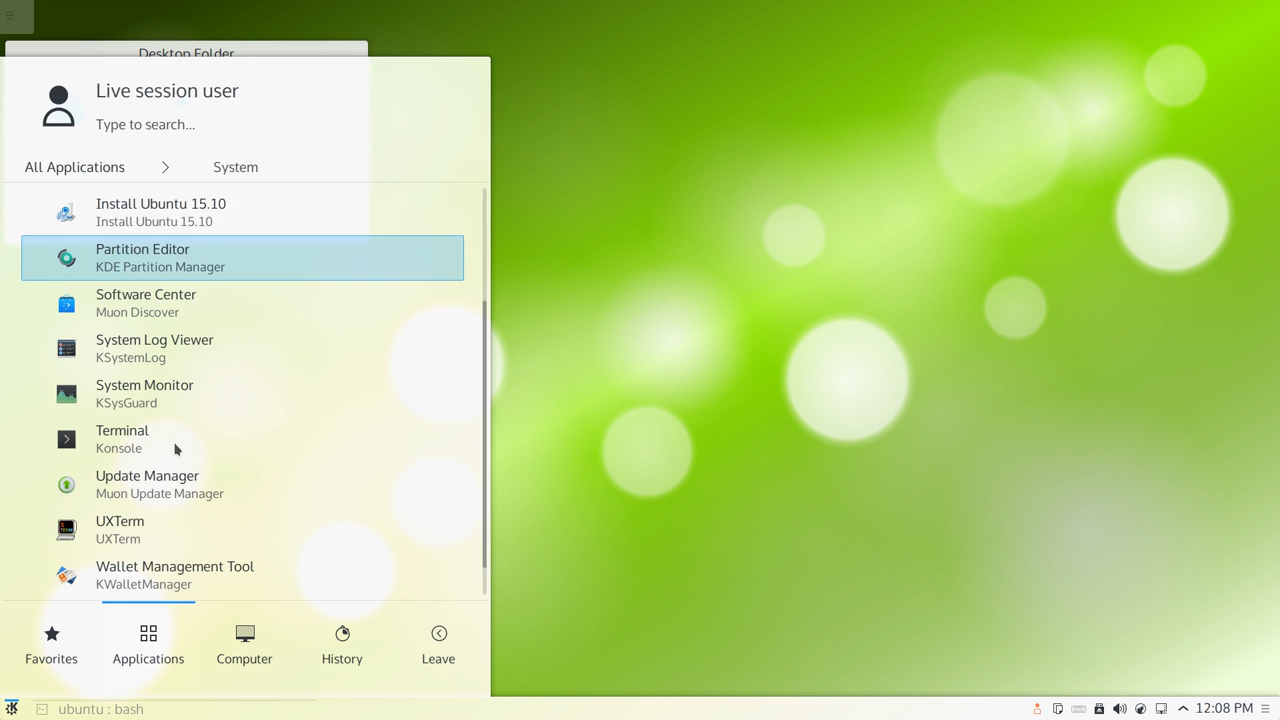 Desktop Folder
Live session user
Type to search...
All Applications
System
Install Ubuntu 15.10
Install Ubuntu 15.10
Partition Editor
KDE Partition Manager
Software Center
Muon Discover
System Log Viewer
KSystemLog
System Monitor
KSysGuard
Terminal
Konsole
Update Manager
Muon Update Manager
UXTerm
UXTerm
Wallet Management Tool
KWalletManager
Favorites
Applications
Computer
History
Leave
ubuntu : bash
12:08 PM